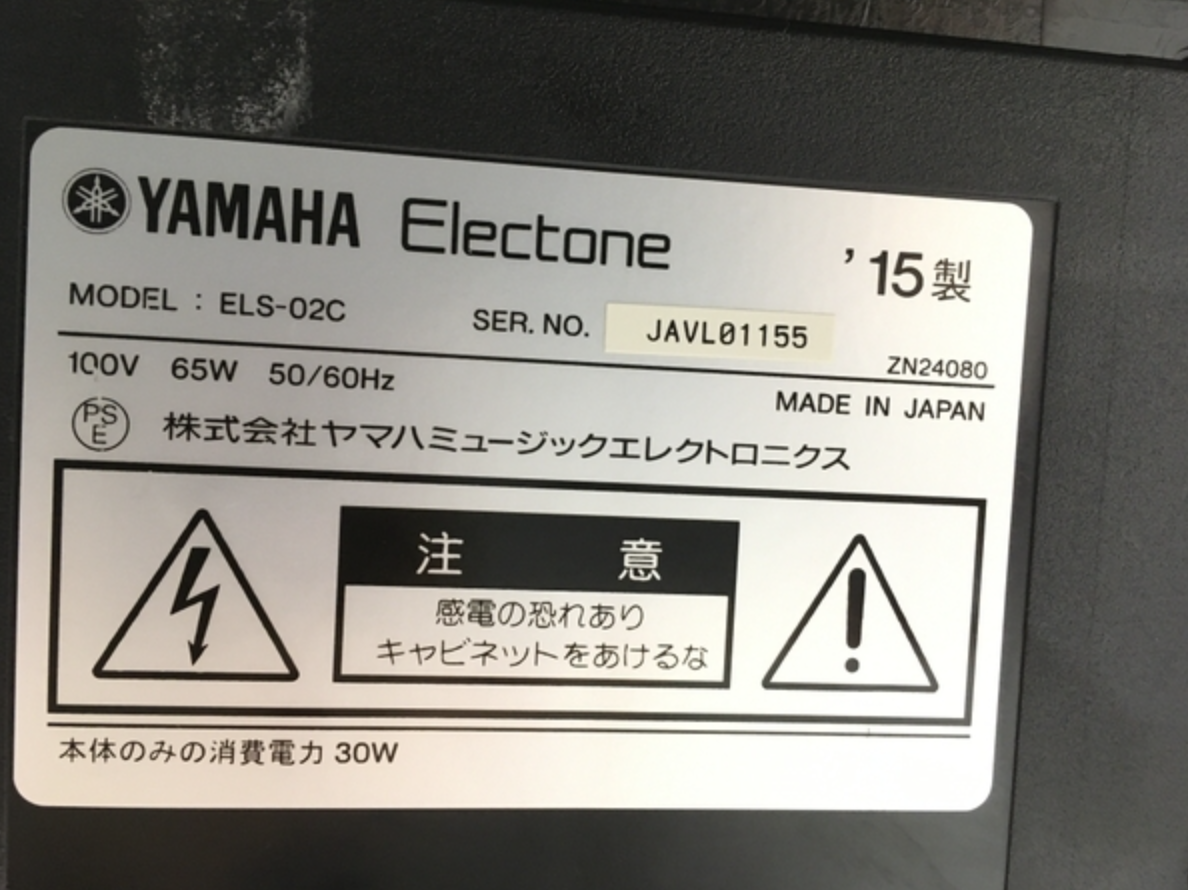 YAMAHA Electone '15製
MODEL : ELS-02C SER. NO. JAVL01155
ZN24080
100V 65W 50/60Hz MADE IN JAPAN
PS E 株式会社ヤマハミュージックエレクトロニクス
注意
感電の恐れあり
キャビネットをあけるな
本体のみの消費電力 30W